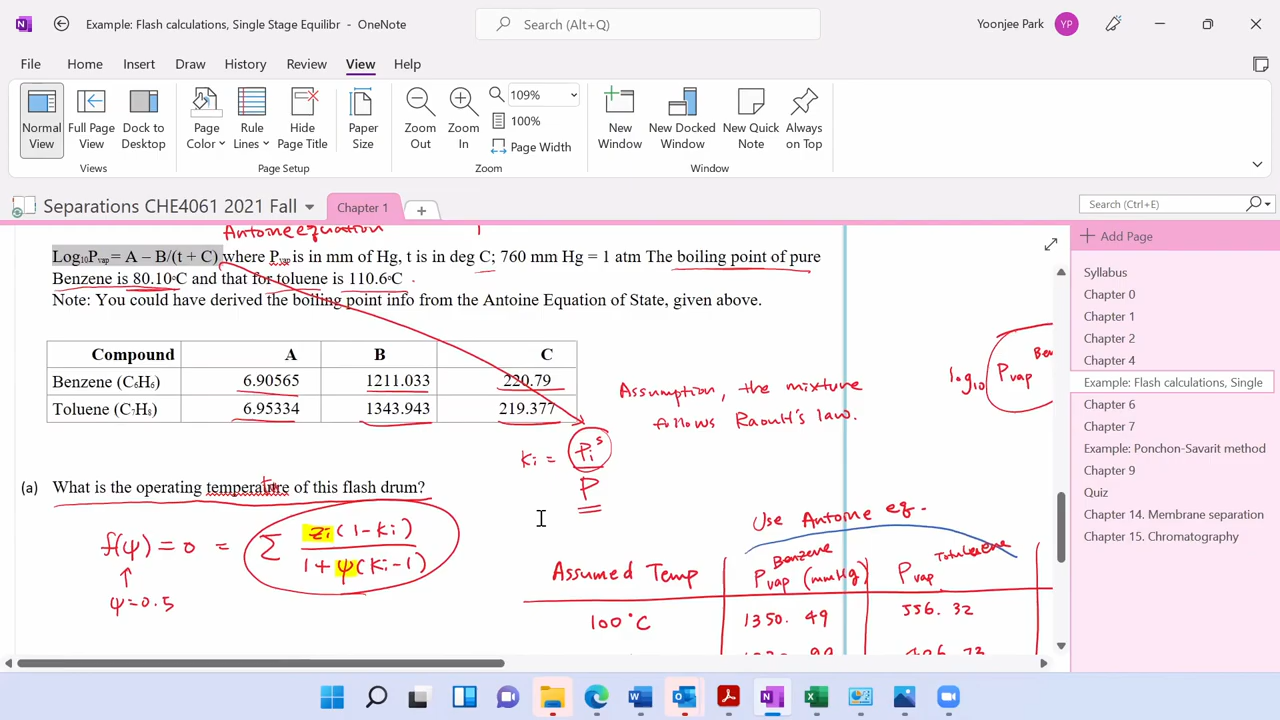 Example: Flash calculations, Single Stage Equilibr - OneNote
Search (Alt+Q)
Yoonjee Park
YP
File Home Insert Draw History Review View Help
Normal View
Full Page View
Dock to Desktop
Page Color
Rule Lines
Hide Page Title
Paper Size
Zoom Out
Zoom In
109%
100%
Page Width
New Window
New Docked Window
New Quick Note
Always on Top
Views
Page Setup
Zoom
Window
Separations CHE4061 2021 Fall
Chapter 1
Search (Ctrl+E)
Antoine equation
Log10Pvap = A – B/(t + C) where Pvap is in mm of Hg, t is in deg C; 760 mm Hg = 1 atm The boiling point of pure
Benzene is 80.10◦C and that for toluene is 110.6◦C
Note: You could have derived the boiling point info from the Antoine Equation of State, given above.
Compound A B C
Benzene (C6H6) 6.90565 1211.033 220.79
Toluene (C7H8) 6.95334 1343.943 219.377
Assumption, the mixture
follows Raoult's law.
log10 Pvap
Ki = Pi^s
P
(a) What is the operating temperature of this flash drum?
f(ψ) = 0 = Σ zi(1-Ki)
1+ψ(Ki-1)
ψ=0.5
Use Antoine eq.
Assumed Temp
Pvap Benzene (mmHg)
Pvap
100°C 1350.49 556.32
Add Page
Syllabus
Chapter 0
Chapter 1
Chapter 2
Chapter 4
Example: Flash calculations, Single
Chapter 6
Chapter 7
Example: Ponchon-Savarit method
Chapter 9
Quiz
Chapter 14. Membrane separation
Chapter 15. Chromatography